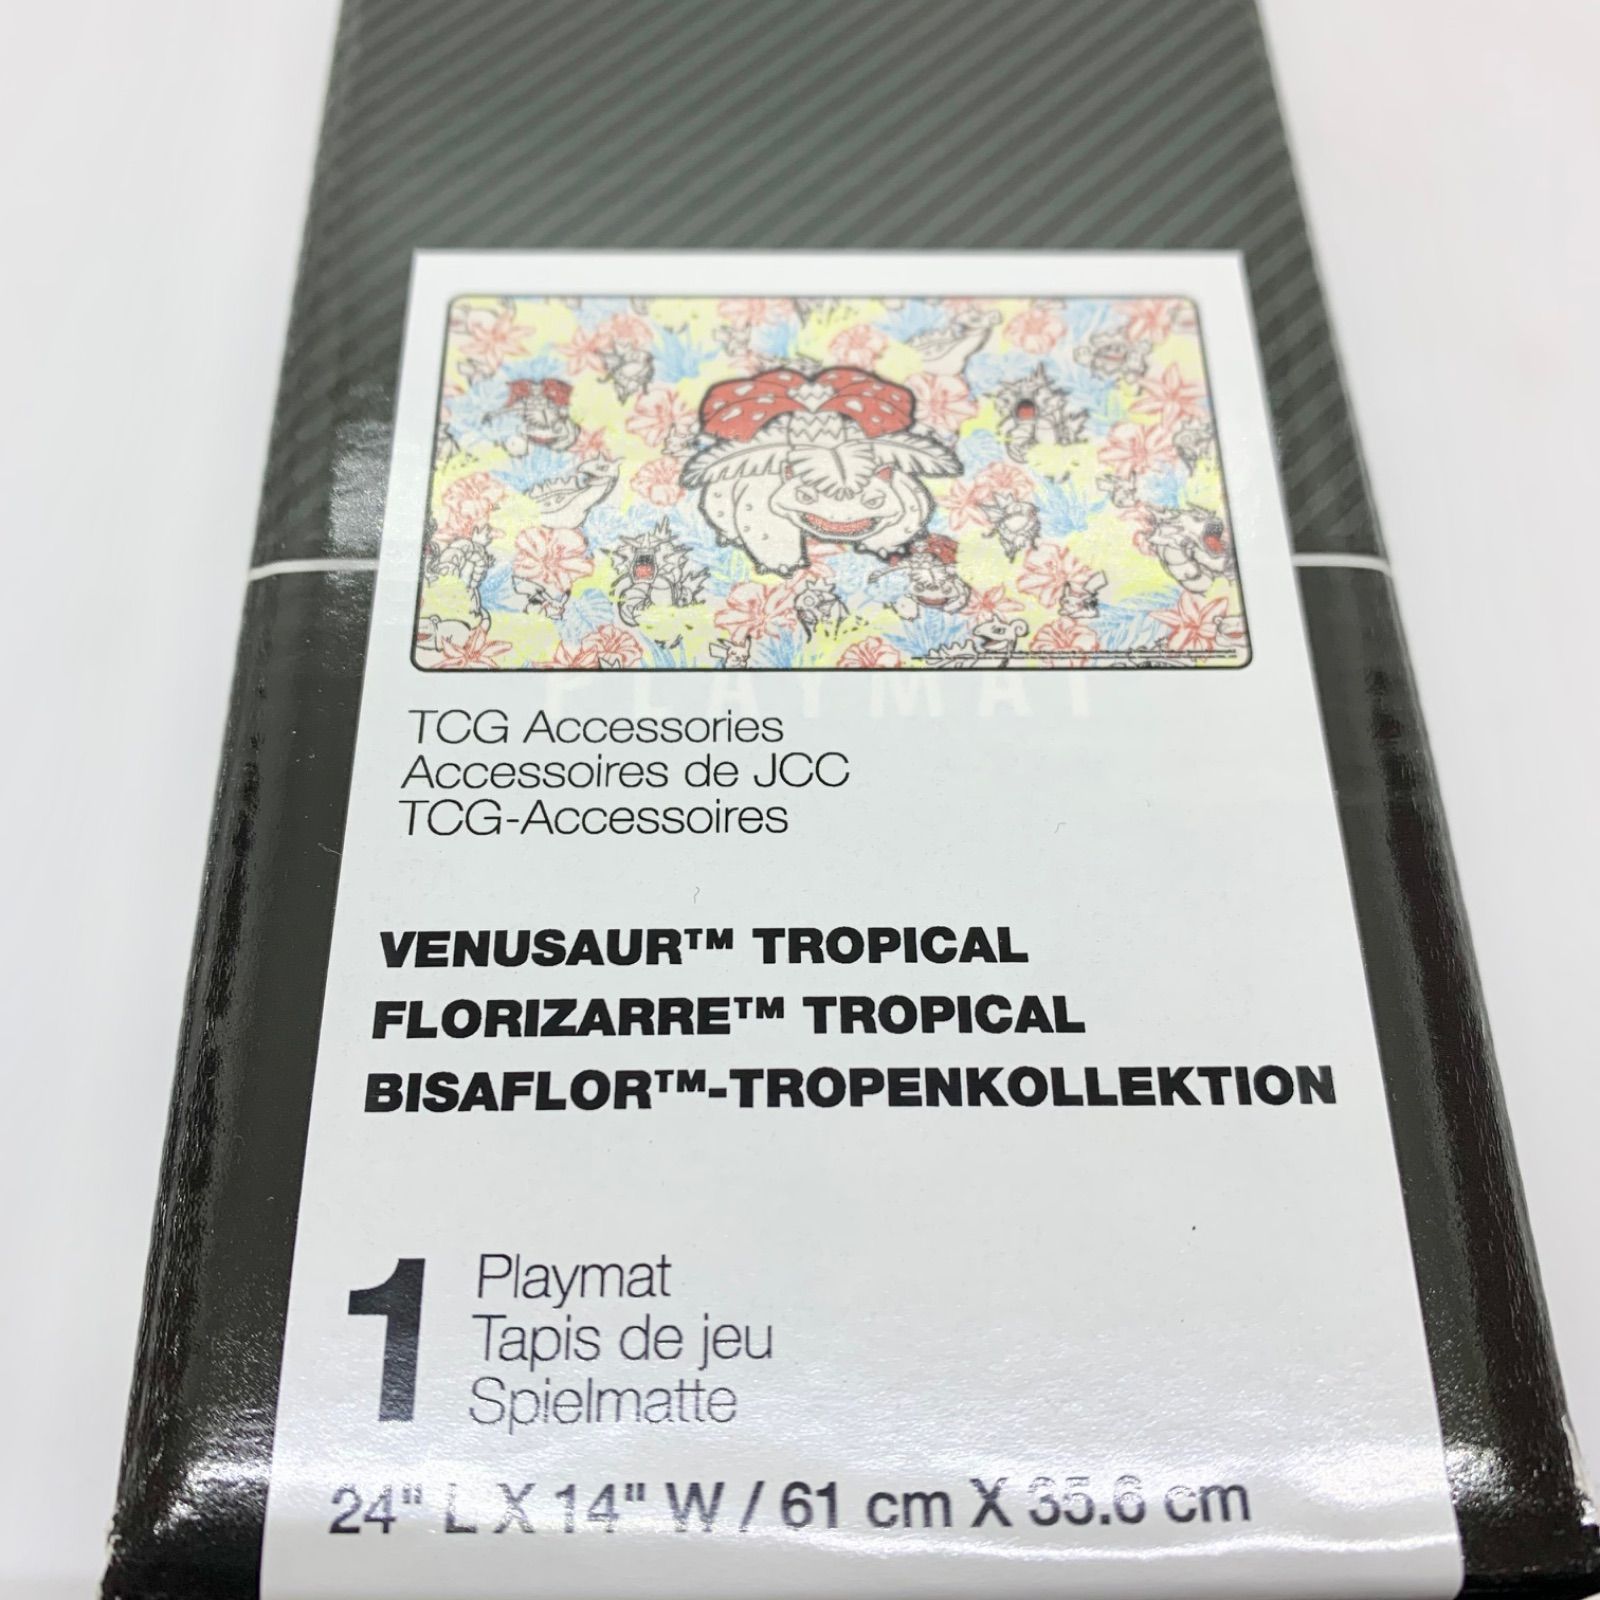 PLAYMAT
TCG Accessories
Accessoires de JCC
TCG-Accessoires
VENUSAUR™ TROPICAL
FLORIZARRE™ TROPICAL
BISAFLOR™-TROPENKOLLEKTION
1 Playmat
Tapis de jeu
Spielmatte
24" L X 14" W / 61 cm X 35.6 cm